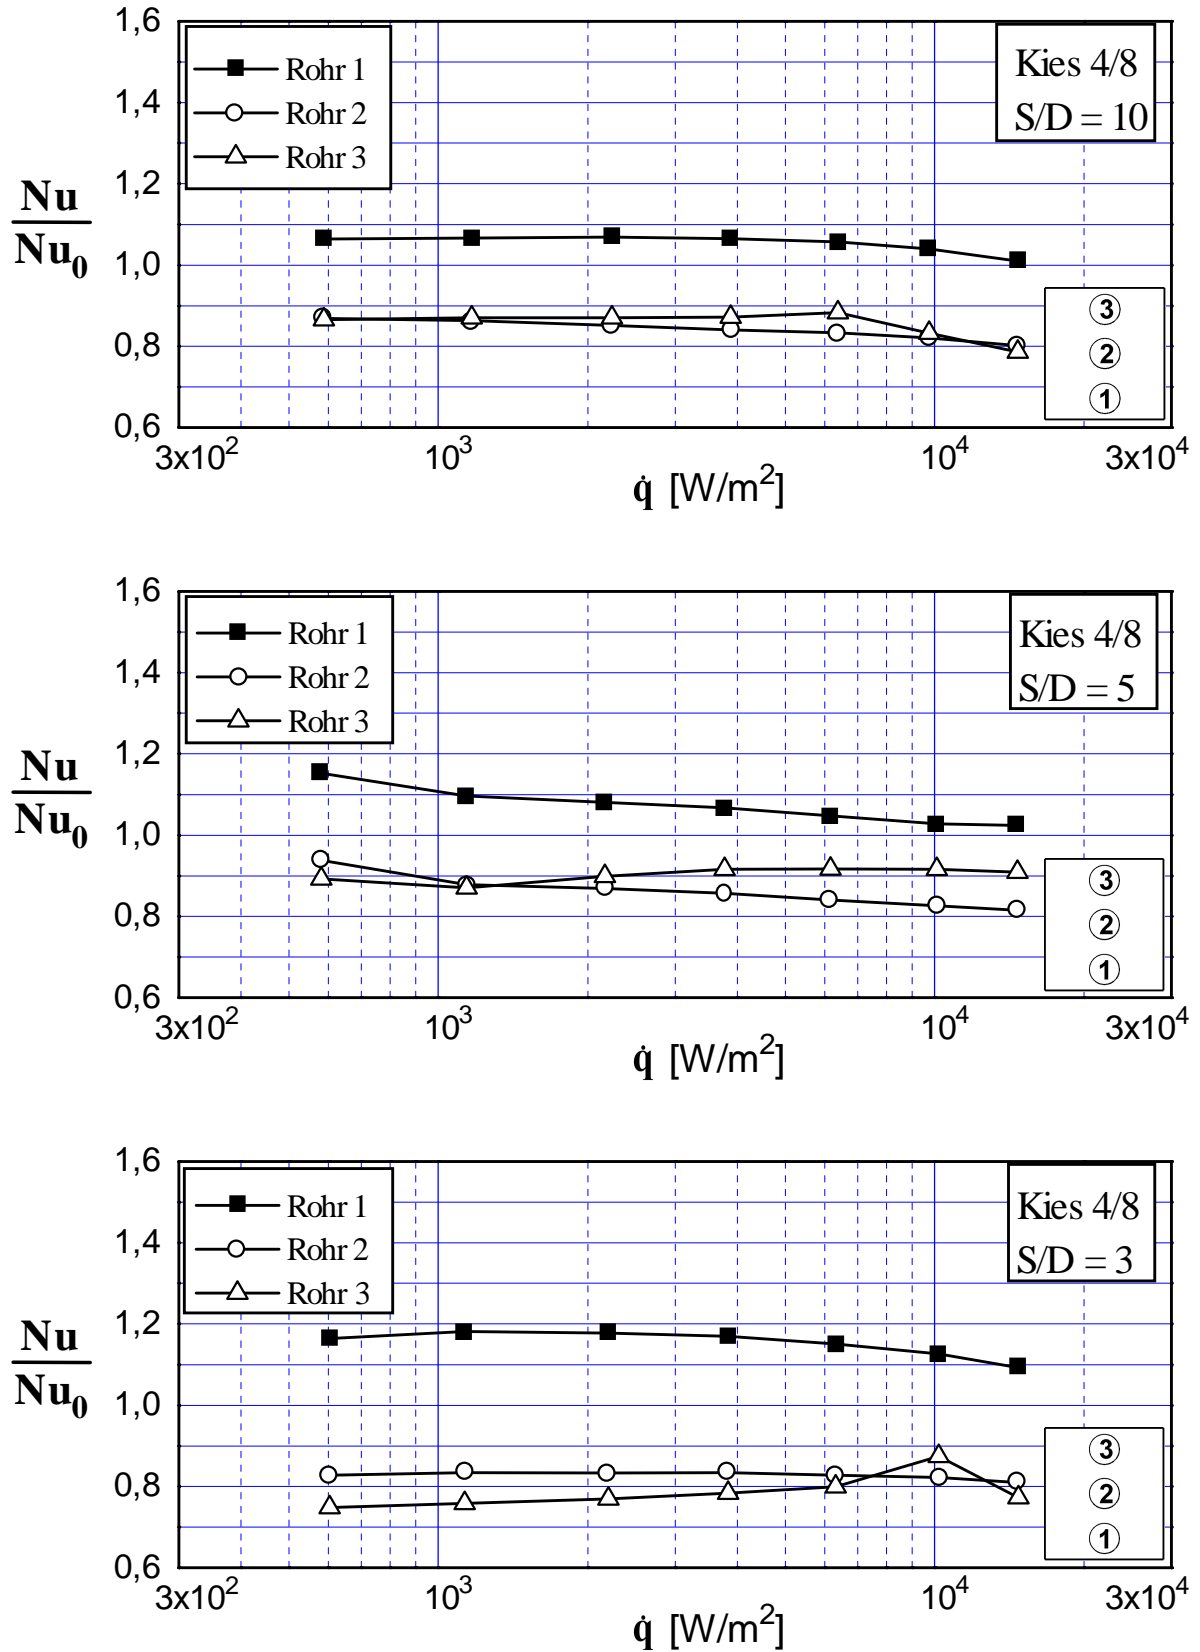 1,6
Rohr 1
Rohr 2
Rohr 3
Kies 4/8
S/D = 10
1,4
1,2
Nu
Nu₀
1,0
0,8
0,6
③
②
①
3x10²
10³
10⁴
3x10⁴
q̇ [W/m²]
1,6
Rohr 1
Rohr 2
Rohr 3
Kies 4/8
S/D = 5
1,4
1,2
Nu
Nu₀
1,0
0,8
0,6
③
②
①
3x10²
10³
10⁴
3x10⁴
q̇ [W/m²]
1,6
Rohr 1
Rohr 2
Rohr 3
Kies 4/8
S/D = 3
1,4
1,2
Nu
Nu₀
1,0
0,8
0,6
③
②
①
3x10²
10³
10⁴
3x10⁴
q̇ [W/m²]